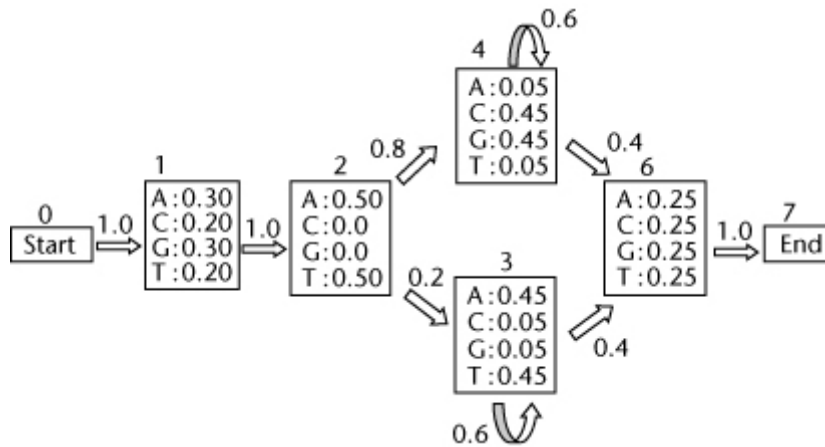 0
Start
1.0
1
A:0.30
C:0.20
G:0.30
T:0.20
1.0
2
A:0.50
C:0.0
G:0.0
T:0.50
0.8
0.2
4
0.6
A:0.05
C:0.45
G:0.45
T:0.05
0.4
3
A:0.45
C:0.05
G:0.05
T:0.45
0.6
0.4
6
A:0.25
C:0.25
G:0.25
T:0.25
1.0
7
End